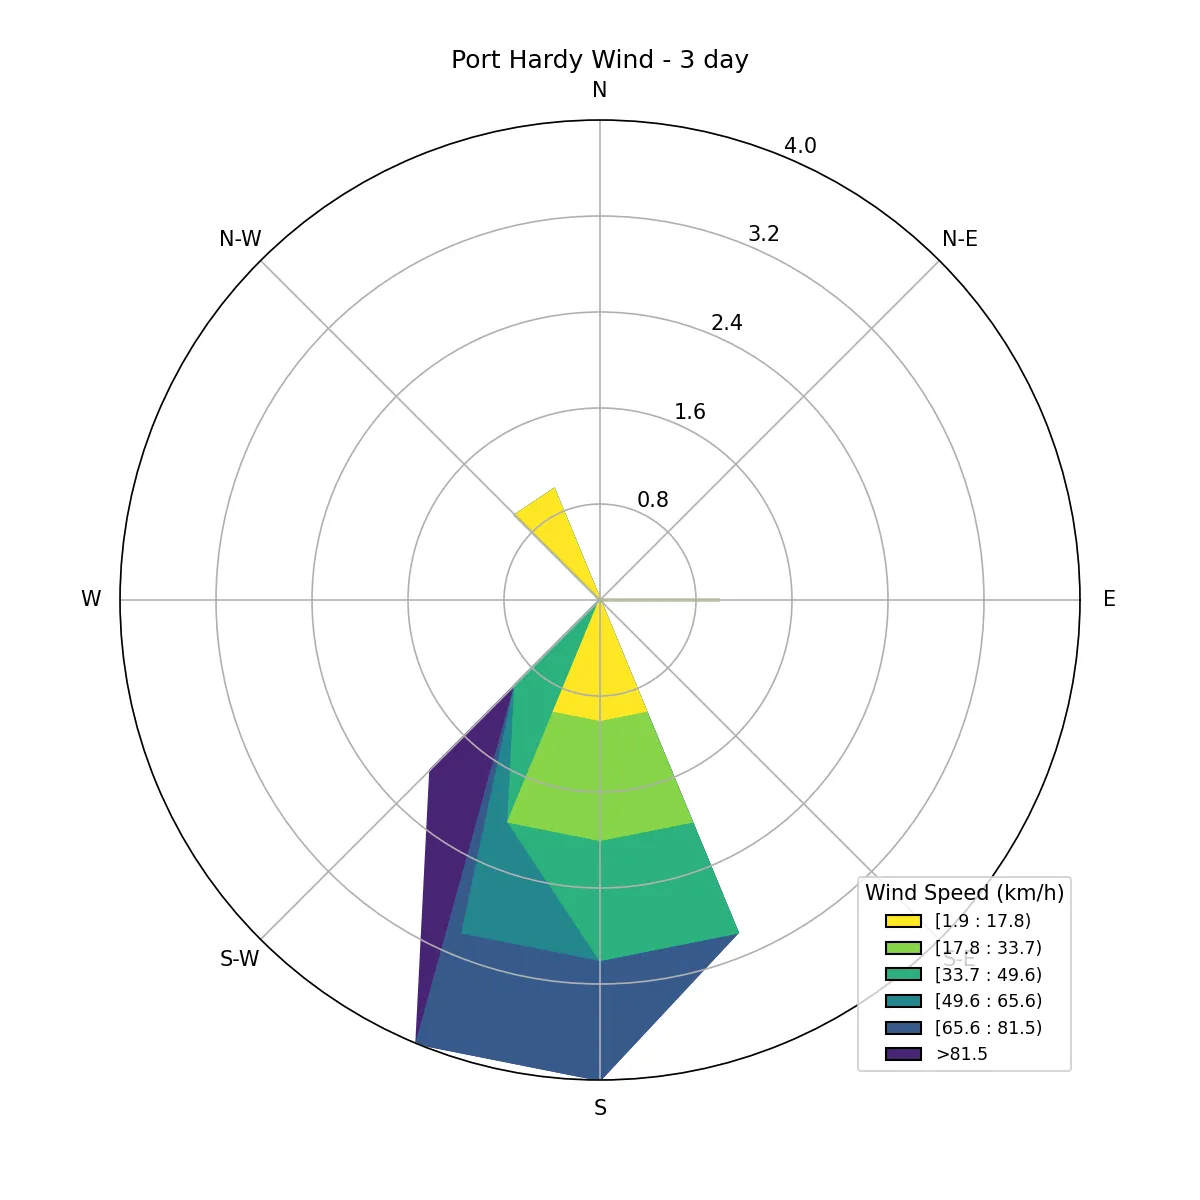 Port Hardy Wind - 3 day
N
4.0
N-W
3.2
N-E
2.4
1.6
0.8
W
E
S-W
S-E
S
Wind Speed (km/h)
[1.9 : 17.8)
[17.8 : 33.7)
[33.7 : 49.6)
[49.6 : 65.6)
[65.6 : 81.5)
>81.5